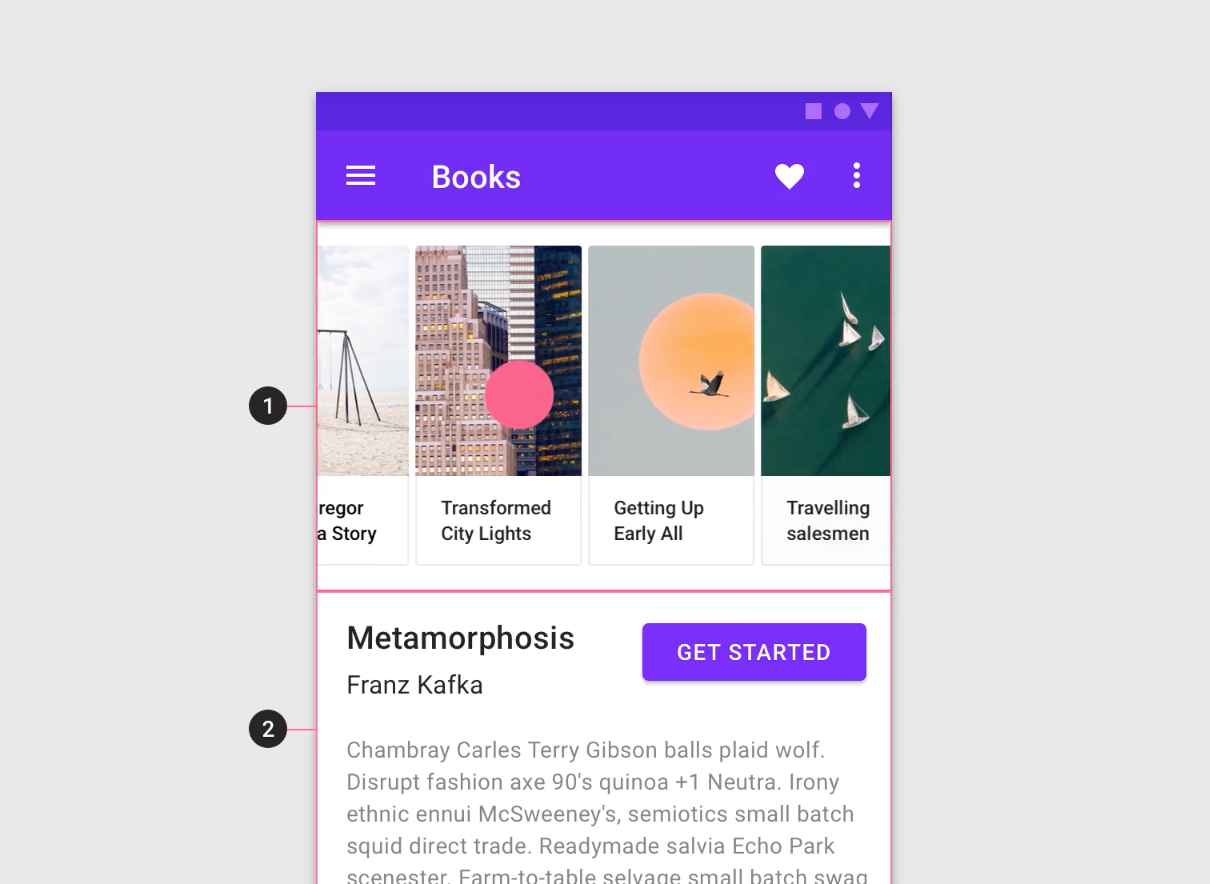 Books
1
regor
a Story
Transformed
City Lights
Getting Up
Early All
Travelling
salesmen
Metamorphosis
GET STARTED
Franz Kafka
2
Chambray Carles Terry Gibson balls plaid wolf.
Disrupt fashion axe 90's quinoa +1 Neutra. Irony
ethnic ennui McSweeney's, semiotics small batch
squid direct trade. Readymade salvia Echo Park
scenester. Farm-to-table selvage small batch swag